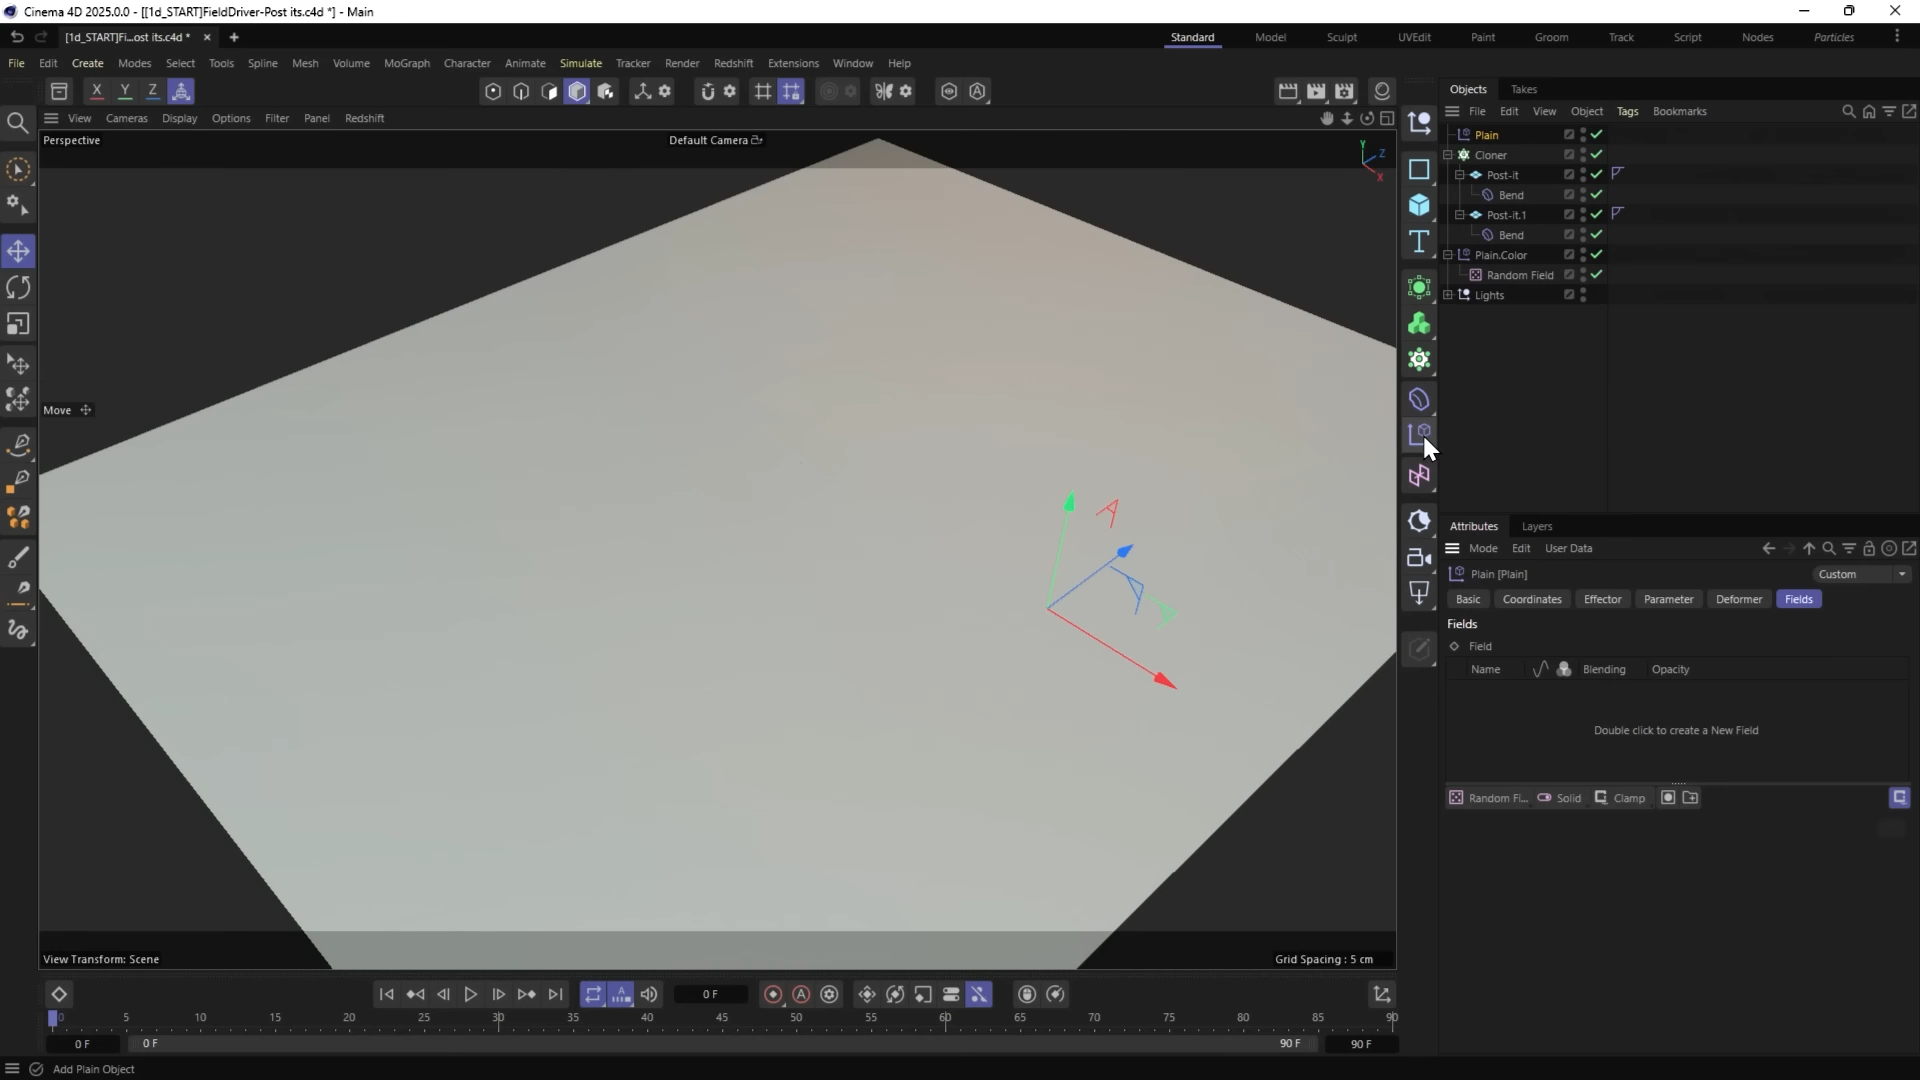 Cinema 4D 2025.0.0 - [[1d_START]FieldDriver-Post its.c4d *] - Main
[1d_START]Fi...ost its.c4d *
Standard
Model
Sculpt
UVEdit
Paint
Groom
Track
Script
Nodes
Particles
File Edit Create Modes Select Tools Spline Mesh Volume MoGraph Character Animate Simulate Tracker Render Redshift Extensions Window Help
X Y Z
View Cameras Display Options Filter Panel Redshift
Perspective
Default Camera
Y
Z
X
Move
View Transform: Scene
Grid Spacing : 5 cm
Objects Takes
File Edit View Object Tags Bookmarks
Plain
Cloner
Post-it
Bend
Post-it.1
Bend
Plain.Color
Random Field
Lights
Attributes Layers
Mode Edit User Data
Plain [Plain]
Custom
Basic Coordinates Effector Parameter Deformer Fields
Fields
Field
Name Blending Opacity
Double click to create a New Field
Random Fi... Solid Clamp
0 F
0 5 10 15 20 25 30 35 40 45 50 55 60 65 70 75 80 85 90
0 F 0 F 90 F 90 F
Add Plain Object